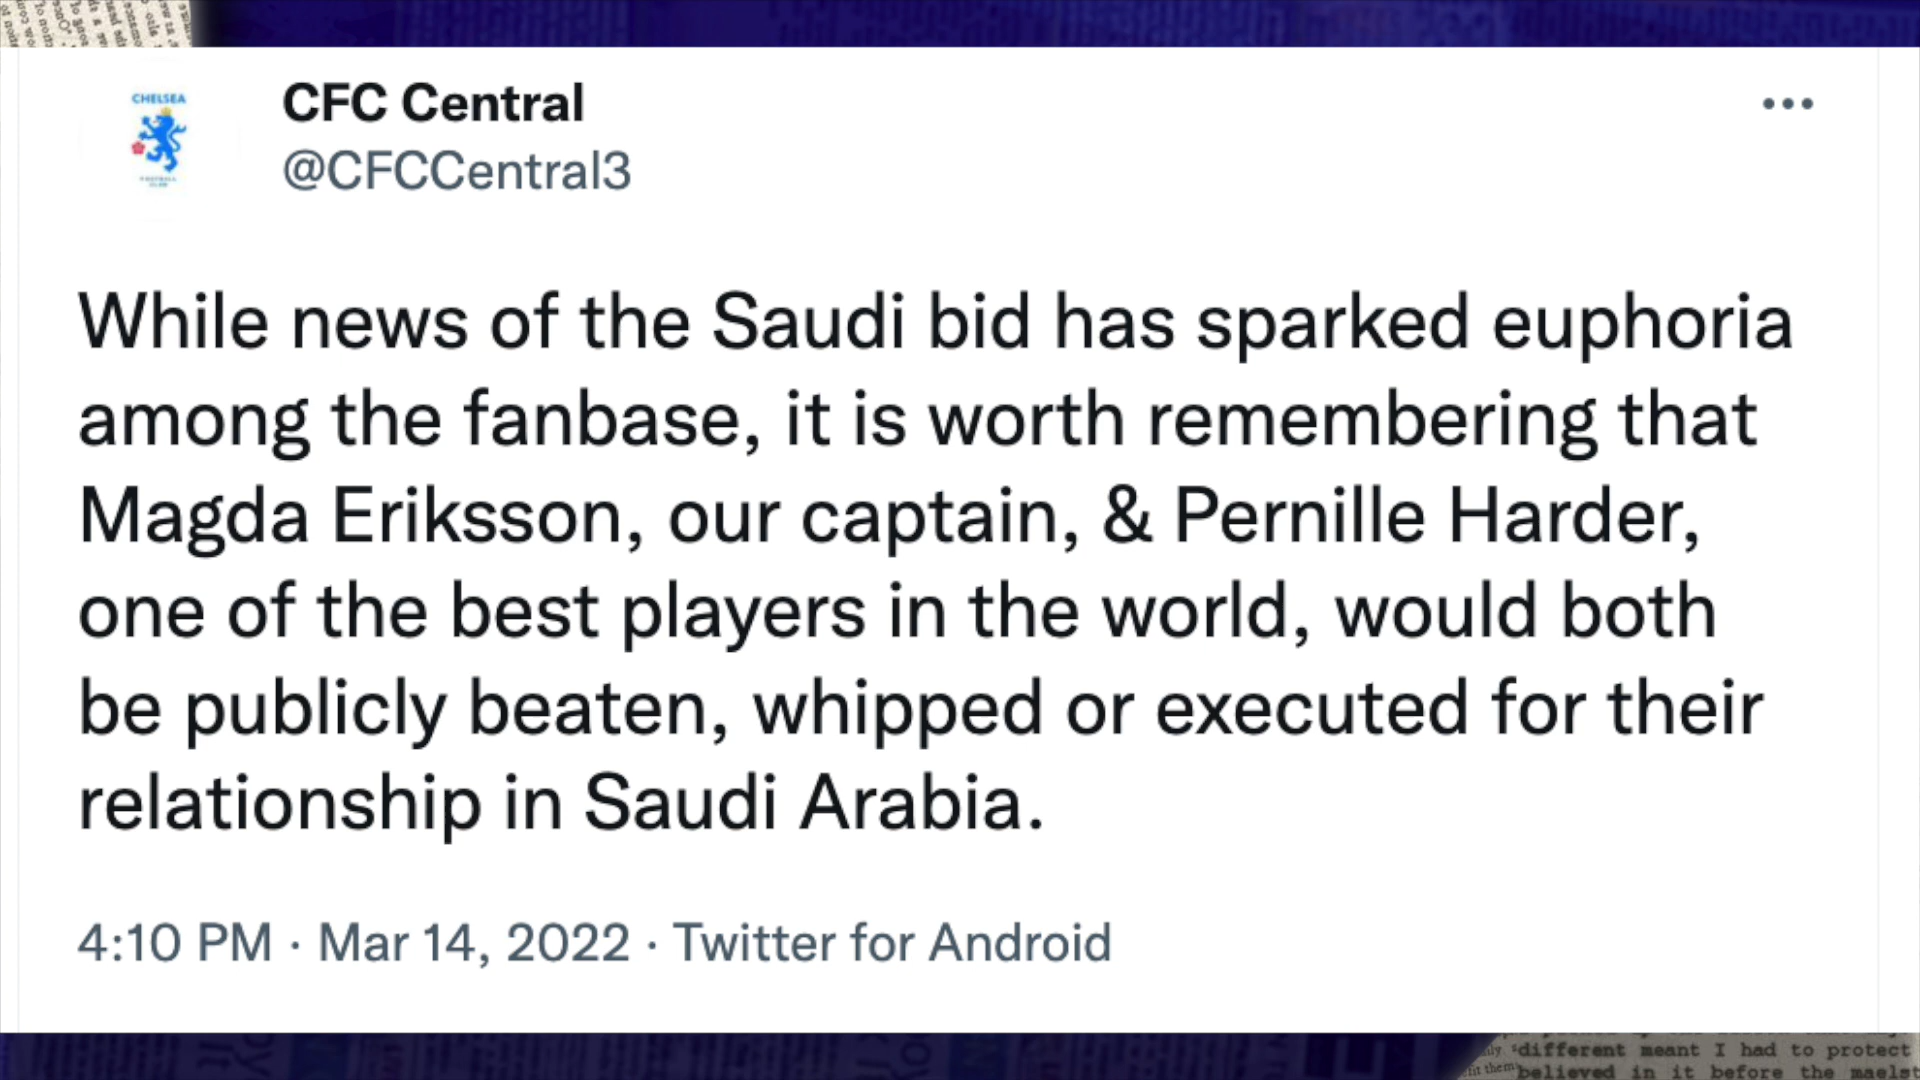 CHELSEA
CFC Central
@CFCCentral3
While news of the Saudi bid has sparked euphoria
among the fanbase, it is worth remembering that
Magda Eriksson, our captain, & Pernille Harder,
one of the best players in the world, would both
be publicly beaten, whipped or executed for their
relationship in Saudi Arabia.
4:10 PM · Mar 14, 2022 · Twitter for Android
different meant I had to protect
believed in it before the